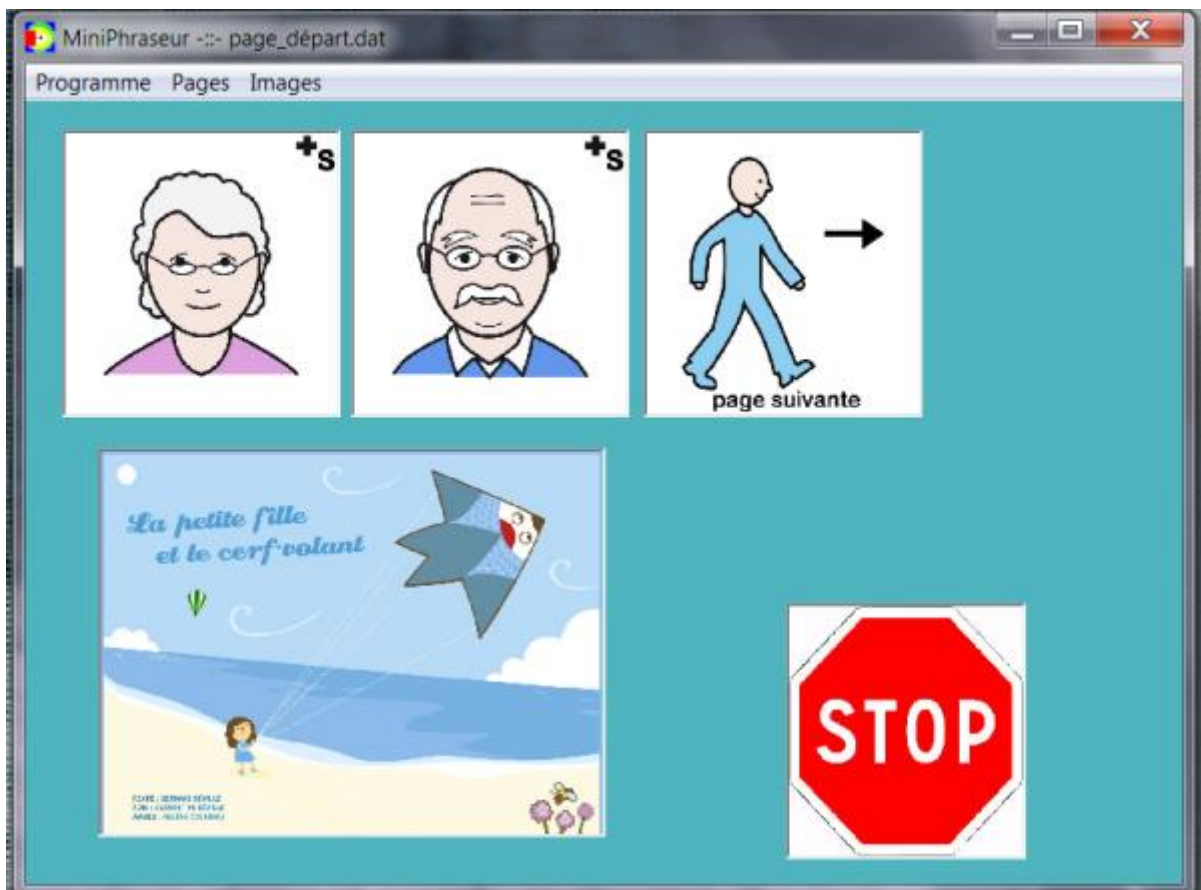 MiniPhraseur -::- page_départ.dat
Programme Pages Images
+s
+s
page suivante
La petite fille
et le cerf-volant
STOP